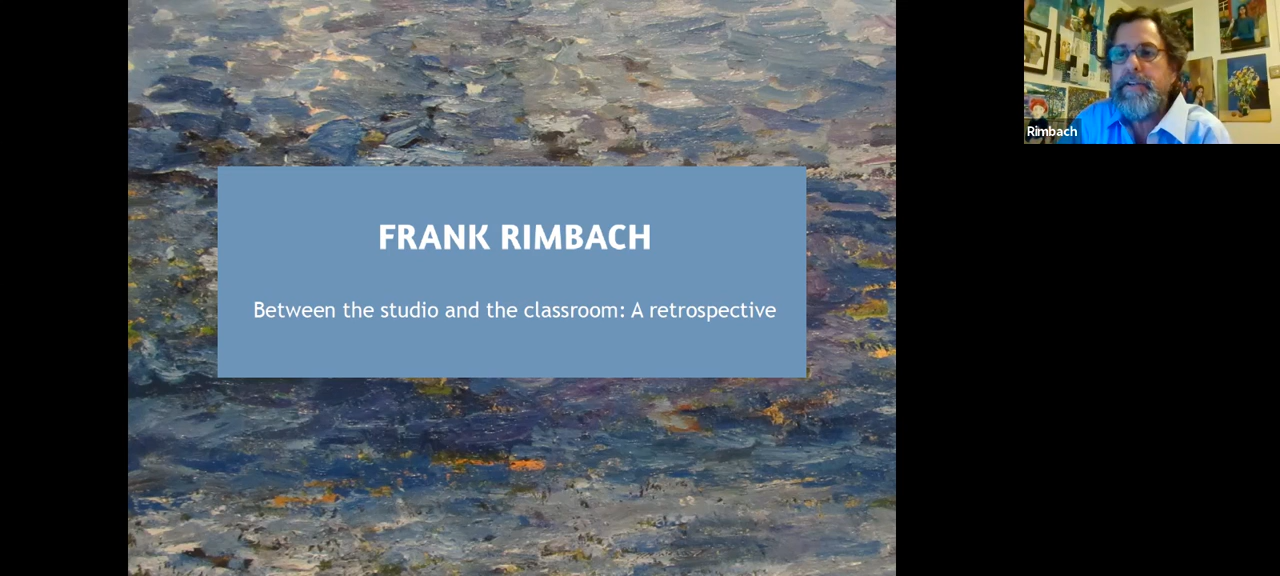 FRANK RIMBACH
Between the studio and the classroom: A retrospective
Rimbach